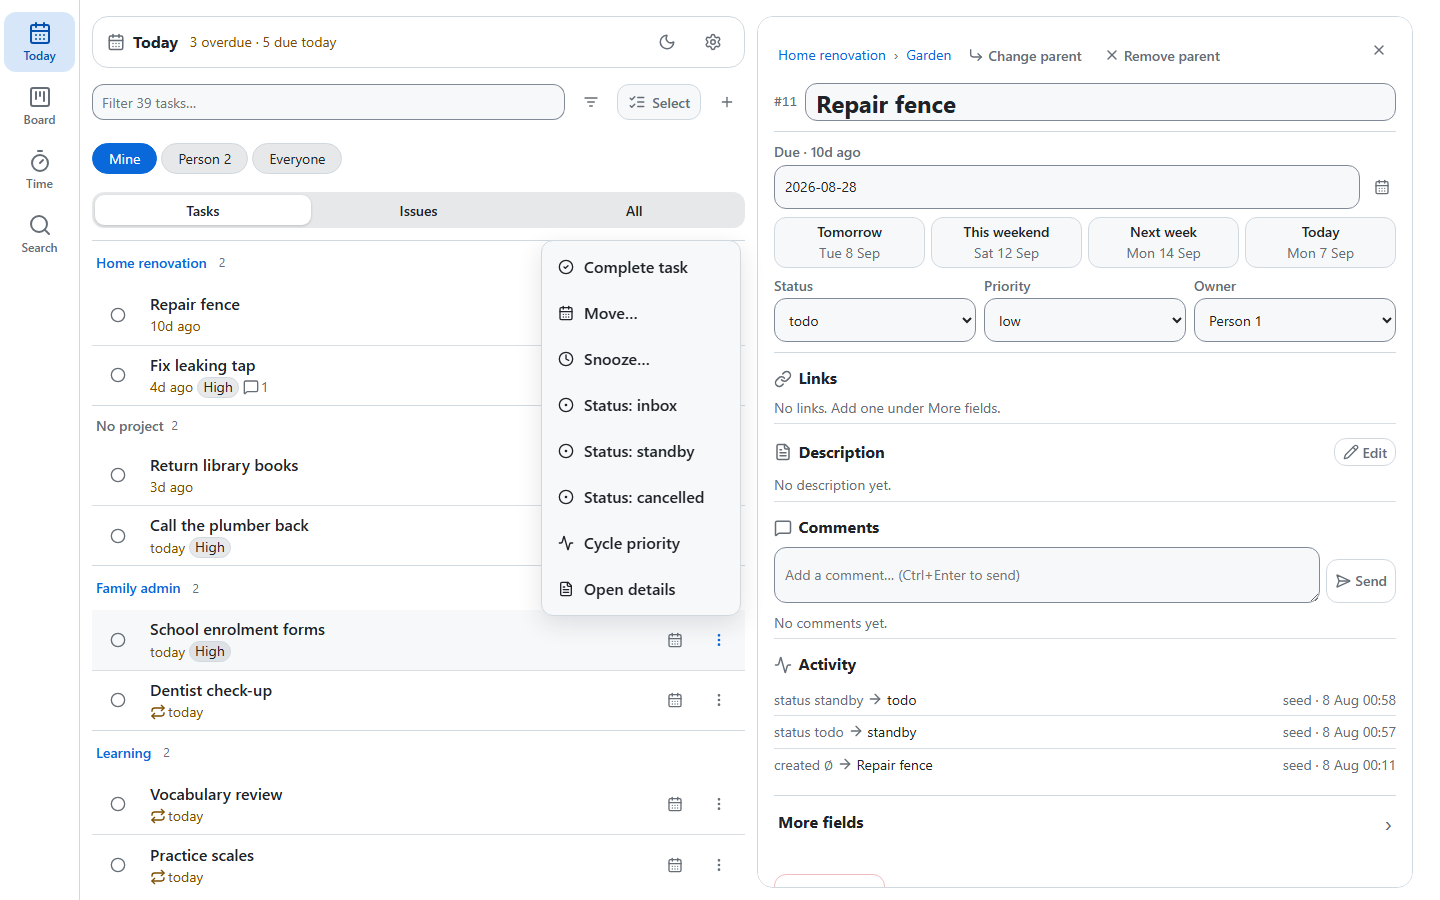 Today
Board
Time
Search
Today 3 overdue · 5 due today
Filter 39 tasks...
Select
Mine
Person 2
Everyone
Tasks
Issues
All
Home renovation 2
Repair fence
10d ago
Fix leaking tap
4d ago High 1
No project 2
Return library books
3d ago
Call the plumber back
today High
Family admin 2
School enrolment forms
today High
Dentist check-up
today
Learning 2
Vocabulary review
today
Practice scales
today
Complete task
Move...
Snooze...
Status: inbox
Status: standby
Status: cancelled
Cycle priority
Open details
Home renovation › Garden Change parent Remove parent
#11 Repair fence
Due · 10d ago
2026-08-28
Tomorrow
Tue 8 Sep
This weekend
Sat 12 Sep
Next week
Mon 14 Sep
Today
Mon 7 Sep
Status
todo
Priority
low
Owner
Person 1
Links
No links. Add one under More fields.
Description
Edit
No description yet.
Comments
Add a comment... (Ctrl+Enter to send)
Send
No comments yet.
Activity
status standby → todo seed · 8 Aug 00:58
status todo → standby seed · 8 Aug 00:57
created ∅ → Repair fence seed · 8 Aug 00:11
More fields ›